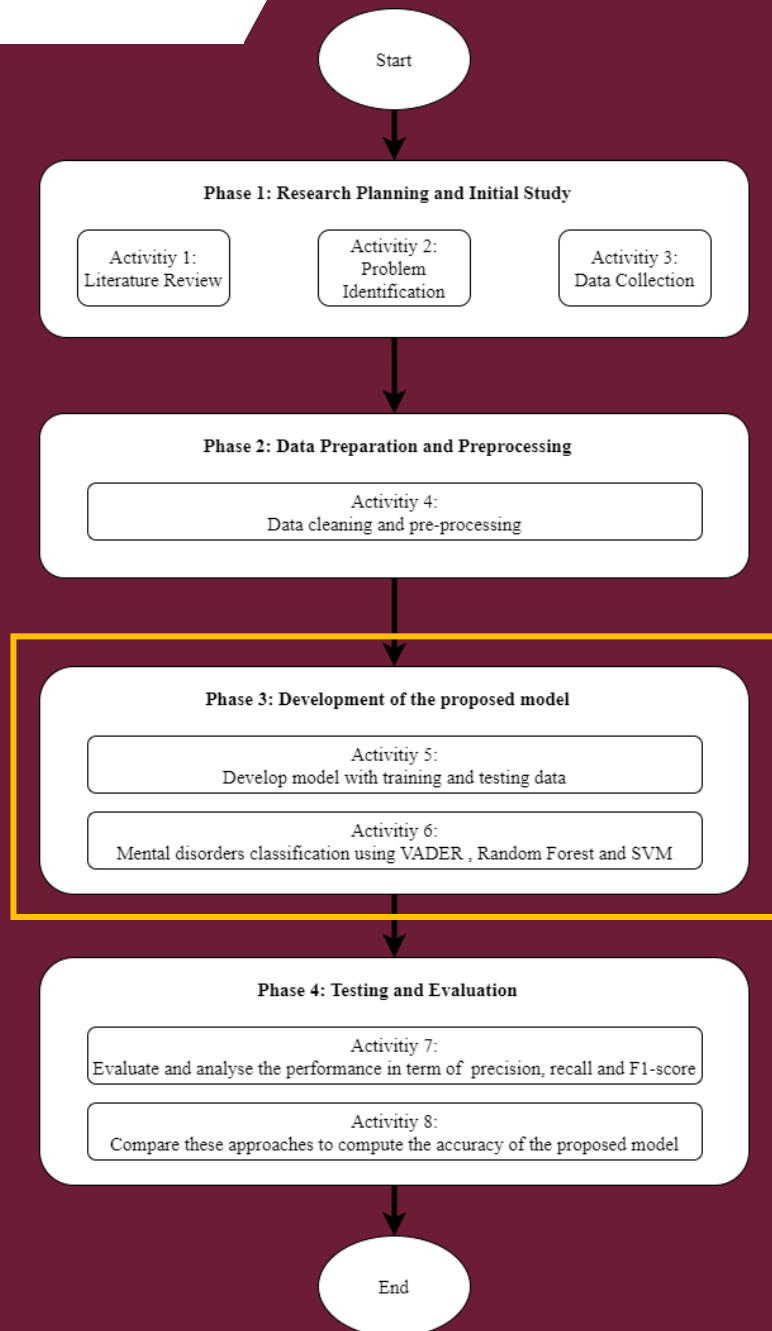 Start
Phase 1: Research Planning and Initial Study
Activitiy 1:
Literature Review
Activitiy 2:
Problem
Identification
Activitiy 3:
Data Collection
Phase 2: Data Preparation and Preprocessing
Activitiy 4:
Data cleaning and pre-processing
Phase 3: Development of the proposed model
Activitiy 5:
Develop model with training and testing data
Activitiy 6:
Mental disorders classification using VADER , Random Forest and SVM
Phase 4: Testing and Evaluation
Activitiy 7:
Evaluate and analyse the performance in term of precision, recall and F1-score
Activitiy 8:
Compare these approaches to compute the accuracy of the proposed model
End